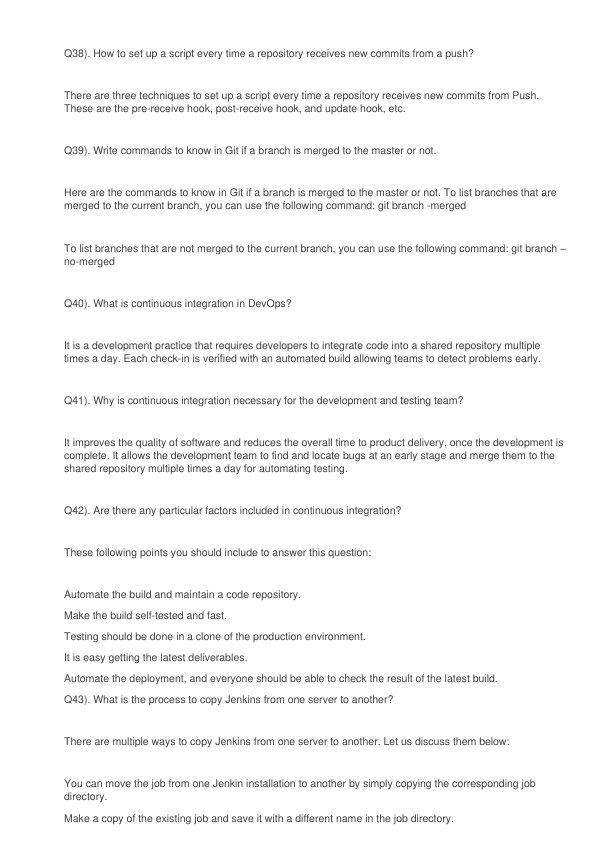 Q38). How to set up a script every time a repository receives new commits from a push?
There are three techniques to set up a script every time a repository receives new commits from Push.
These are the pre-receive hook, post-receive hook, and update hook, etc.
Q39). Write commands to know in Git if a branch is merged to the master or not.
Here are the commands to know in Git if a branch is merged to the master or not. To list branches that are
merged to the current branch, you can use the following command: git branch -merged
To list branches that are not merged to the current branch, you can use the following command: git branch –
no-merged
Q40). What is continuous integration in DevOps?
It is a development practice that requires developers to integrate code into a shared repository multiple
times a day. Each check-in is verified with an automated build allowing teams to detect problems early.
Q41). Why is continuous integration necessary for the development and testing team?
It improves the quality of software and reduces the overall time to product delivery, once the development is
complete. It allows the development team to find and locate bugs at an early stage and merge them to the
shared repository multiple times a day for automating testing.
Q42). Are there any particular factors included in continuous integration?
These following points you should include to answer this question:
Automate the build and maintain a code repository.
Make the build self-tested and fast.
Testing should be done in a clone of the production environment.
It is easy getting the latest deliverables.
Automate the deployment, and everyone should be able to check the result of the latest build.
Q43). What is the process to copy Jenkins from one server to another?
There are multiple ways to copy Jenkins from one server to another. Let us discuss them below:
You can move the job from one Jenkin installation to another by simply copying the corresponding job
directory.
Make a copy of the existing job and save it with a different name in the job directory.